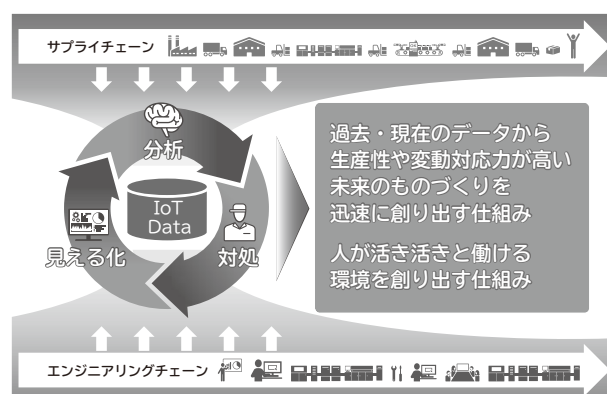 サプライチェーン
分析
IoT
Data
見える化
対処
過去・現在のデータから
生産性や変動対応力が高い
未来のものづくりを
迅速に創り出す仕組み
人が活き活きと働ける
環境を創り出す仕組み
エンジニアリングチェーン